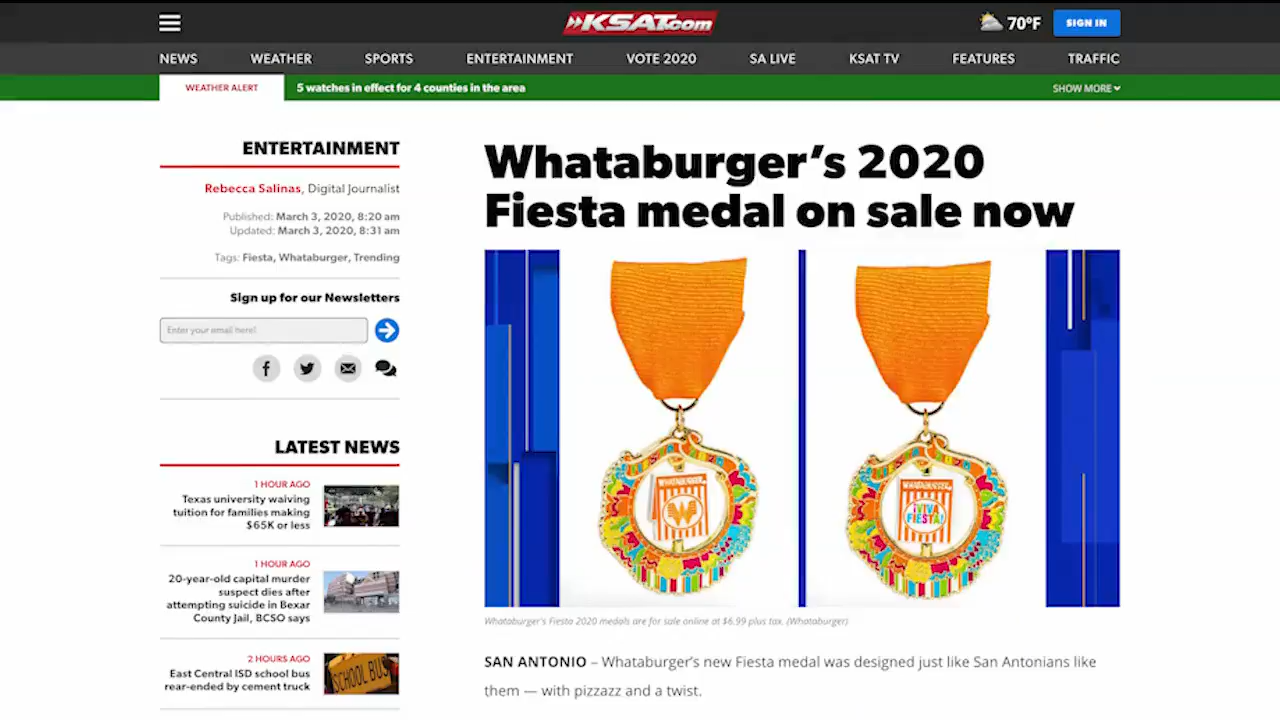 KSAT.com
70°F
SIGN IN
NEWS
WEATHER
SPORTS
ENTERTAINMENT
VOTE 2020
SA LIVE
KSAT TV
FEATURES
TRAFFIC
WEATHER ALERT
5 watches in effect for 4 counties in the area
SHOW MORE
ENTERTAINMENT
Rebecca Salinas, Digital Journalist
Published: March 3, 2020, 8:20 am
Updated: March 3, 2020, 8:31 am
Tags: Fiesta, Whataburger, Trending
Sign up for our Newsletters
Enter your email here!
LATEST NEWS
1 HOUR AGO
Texas university waiving
tuition for families making
$65K or less
1 HOUR AGO
20-year-old capital murder
suspect dies after
attempting suicide in Bexar
County Jail, BCSO says
2 HOURS AGO
East Central ISD school bus
rear-ended by cement truck
SCHOOL BUS
Whataburger’s 2020
Fiesta medal on sale now
WHATABURGER
WHATABURGER
¡VIVA
FIESTA!
Whataburger's Fiesta 2020 medals are for sale online at $6.99 plus tax. (Whataburger)
SAN ANTONIO – Whataburger’s new Fiesta medal was designed just like San Antonians like
them — with pizzazz and a twist.